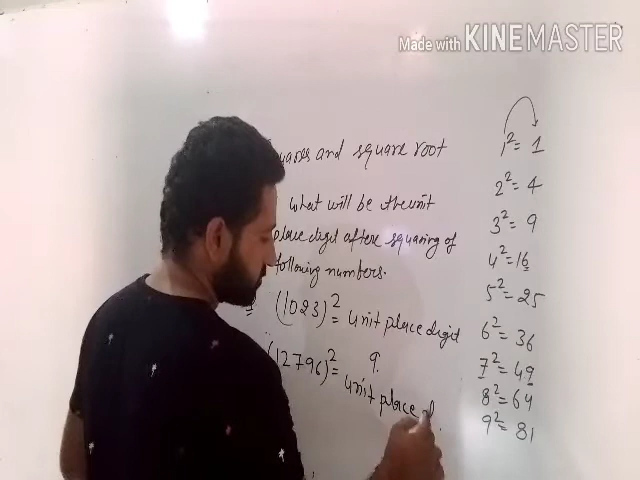 Made with KINEMASTER
and square root
what will be the unit
place digit after squaring of
following numbers.
(1023)² = unit place digit
9.
(12796)² = unit place
1² = 1
2² = 4
3² = 9
4² = 16
5² = 25
6² = 36
7² = 49
8² = 64
9² = 81